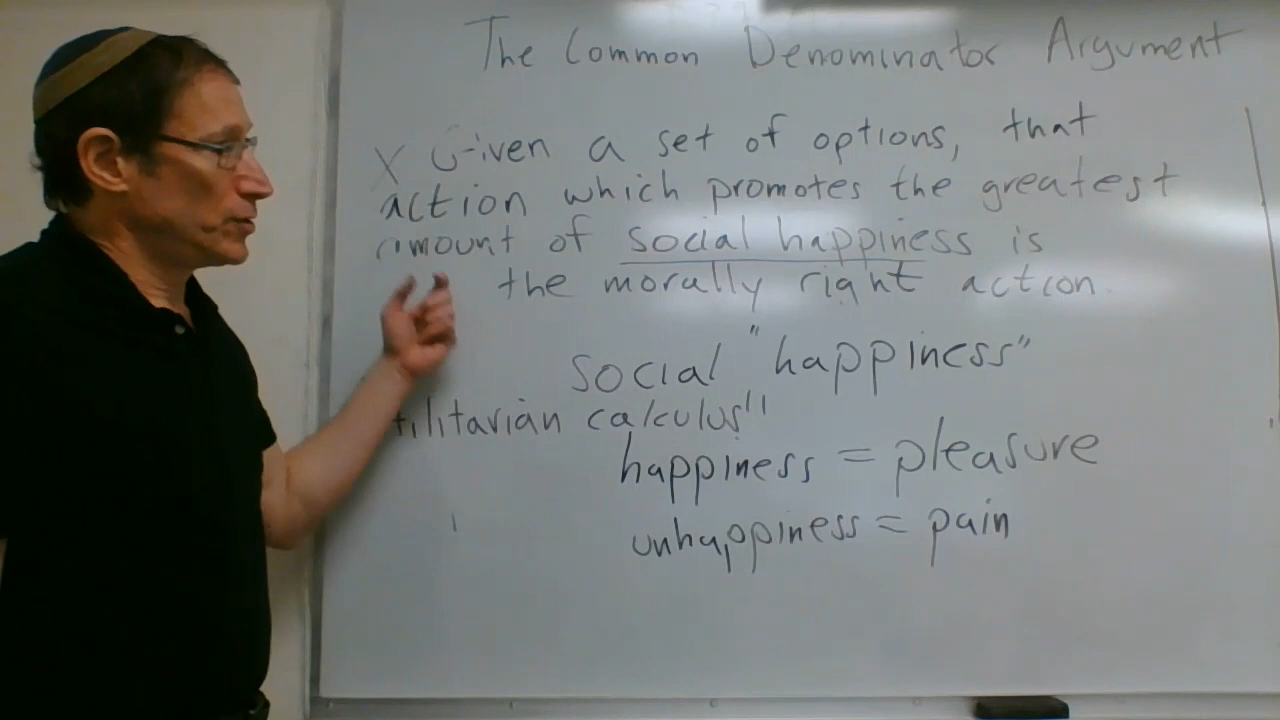 The Common Denominator Argument
X Given a set of options, that
action which promotes the greatest
amount of social happiness is
the morally right action.
social "happiness"
tilitarian calculus"
happiness = pleasure
unhappiness = pain